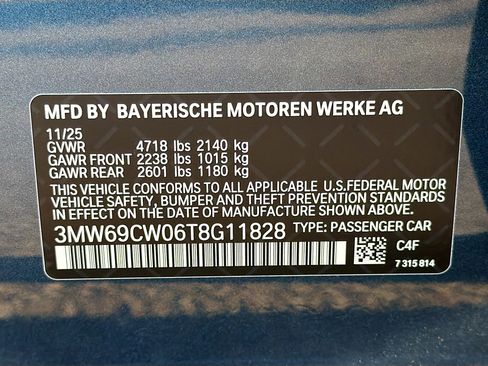 MFD BY BAYERISCHE MOTOREN WERKE AG
11/25
GVWR 4718 lbs 2140 kg
GAWR FRONT 2238 lbs 1015 kg
GAWR REAR 2601 lbs 1180 kg
THIS VEHICLE CONFORMS TO ALL APPLICABLE U.S.FEDERAL MOTOR
VEHICLE SAFETY, BUMPER, AND THEFT PREVENTION STANDARDS
IN EFFECT ON THE DATE OF MANUFACTURE SHOWN ABOVE.
3MW69CW06T8G11828 TYPE: PASSENGER CAR
C4F
7 315 814